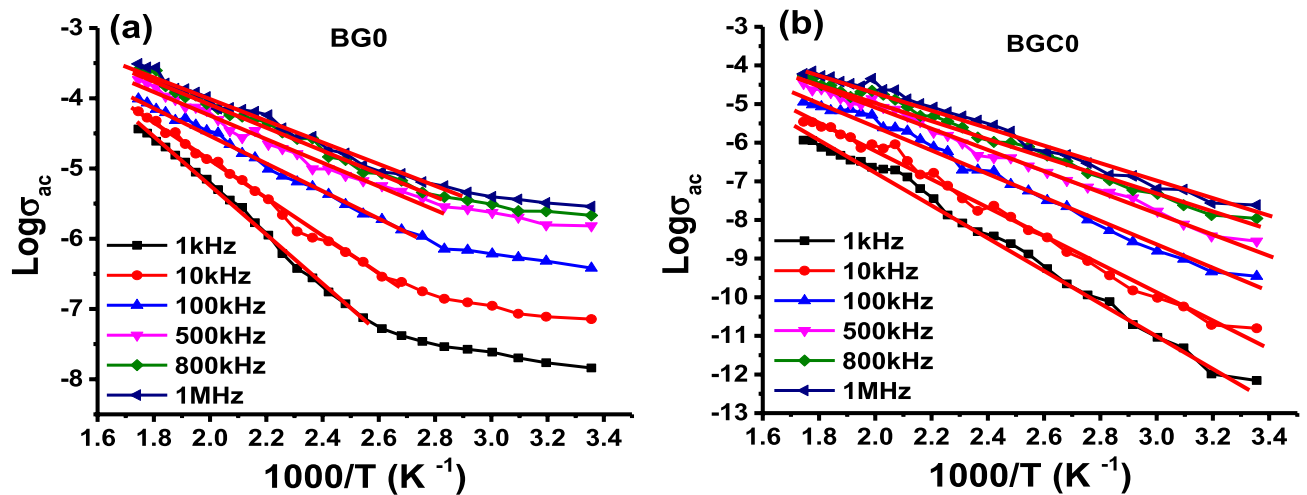 (a)
BG0
-3
-4
-5
-6
-7
-8
Logσac
1kHz
10kHz
100kHz
500kHz
800kHz
1MHz
1.6 1.8 2.0 2.2 2.4 2.6 2.8 3.0 3.2 3.4
1000/T (K -1)
(b)
BGC0
-3
-4
-5
-6
-7
-8
-9
-10
-11
-12
-13
Logσac
1kHz
10kHz
100kHz
500kHz
800kHz
1MHz
1.6 1.8 2.0 2.2 2.4 2.6 2.8 3.0 3.2 3.4
1000/T (K -1)